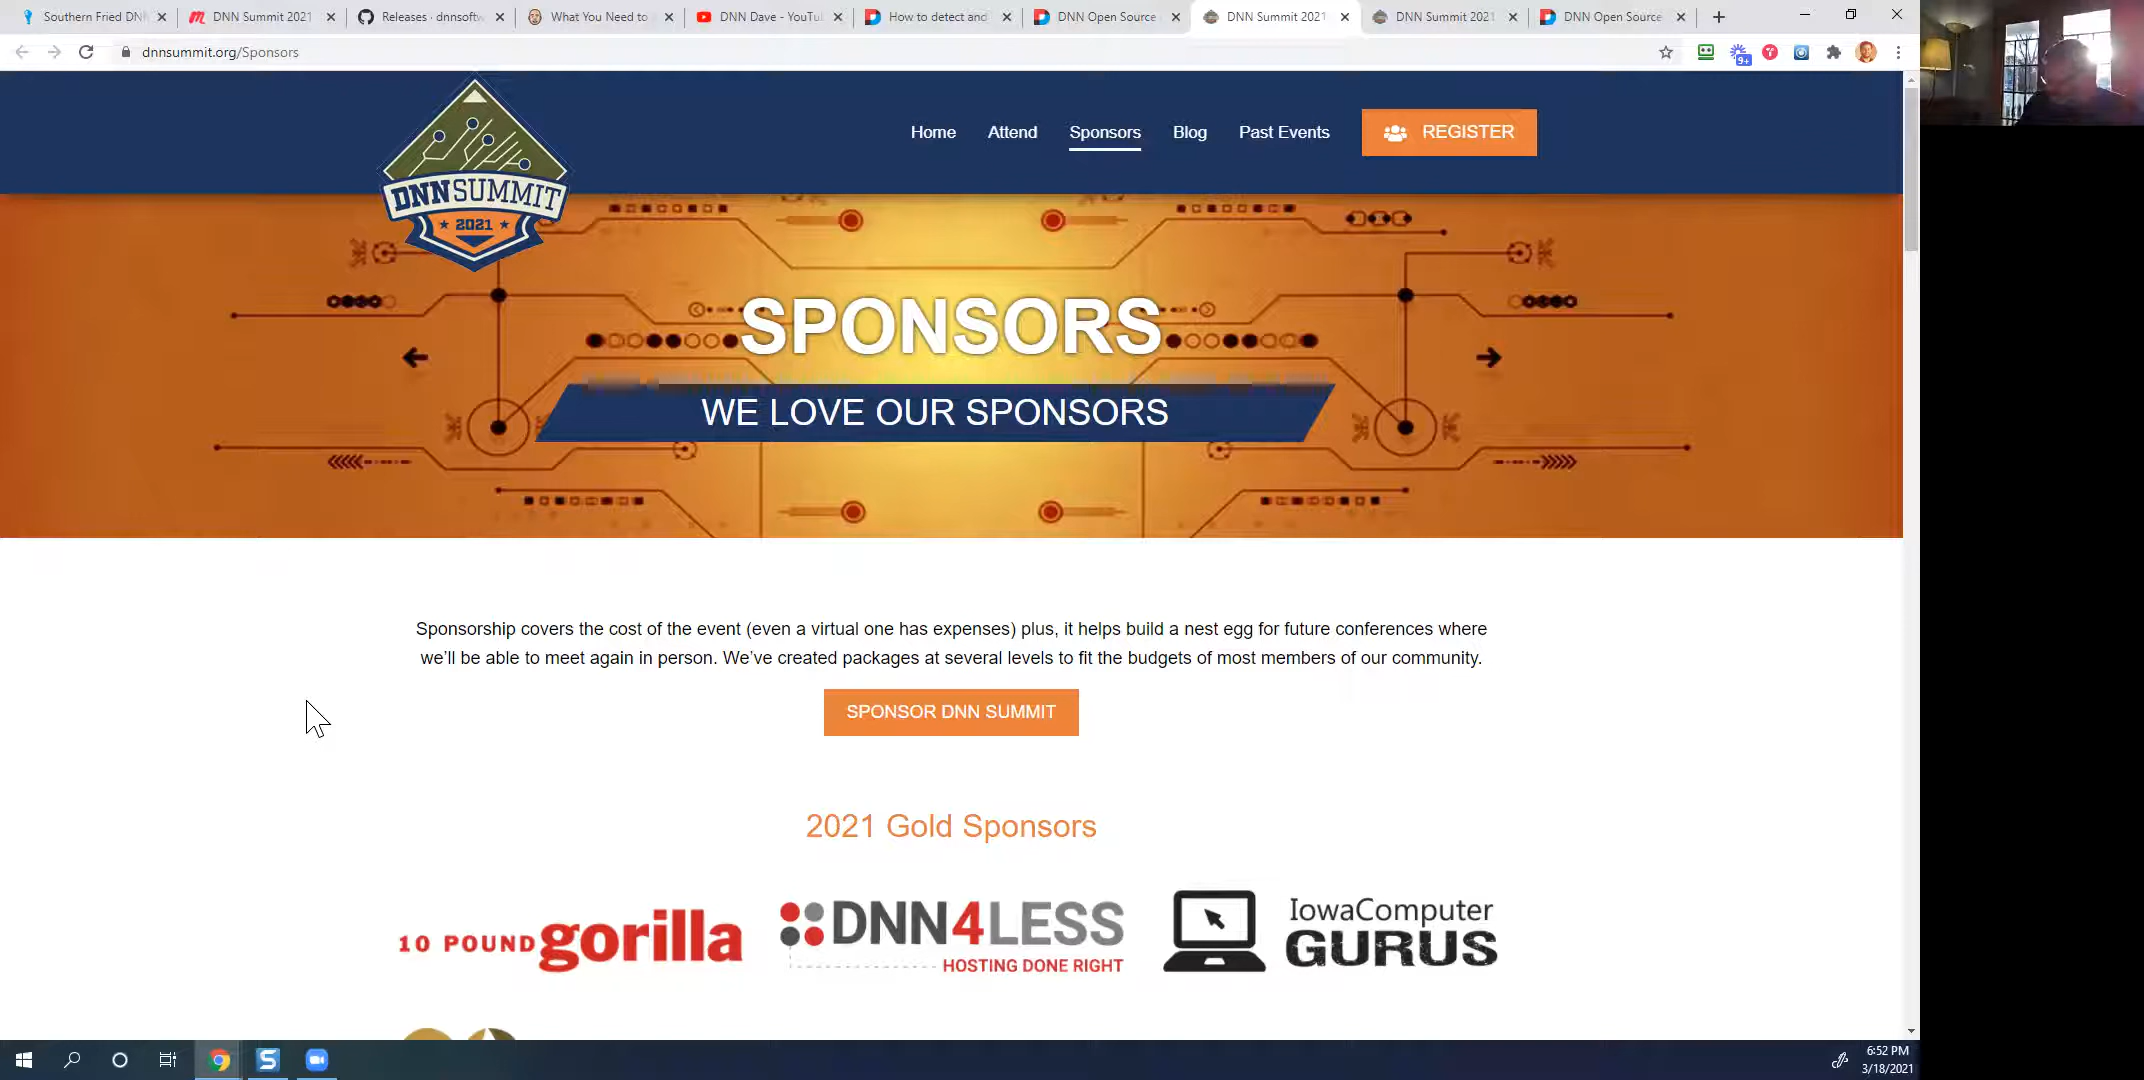 Southern Fried DN
DNN Summit 2021
Releases · dnnsoftw
What You Need to
DNN Dave - YouTu
How to detect and
DNN Open Source
DNN Summit 2021
DNN Summit 2021
DNN Open Source
dnnsummit.org/Sponsors
9+
DNNSUMMIT
2021
Home Attend Sponsors Blog Past Events REGISTER
SPONSORS
WE LOVE OUR SPONSORS
Sponsorship covers the cost of the event (even a virtual one has expenses) plus, it helps build a nest egg for future conferences where
we'll be able to meet again in person. We've created packages at several levels to fit the budgets of most members of our community.
SPONSOR DNN SUMMIT
2021 Gold Sponsors
10 POUND gorilla
DNN4LESS
HOSTING DONE RIGHT
IowaComputer
GURUS
6:52 PM
3/18/2021